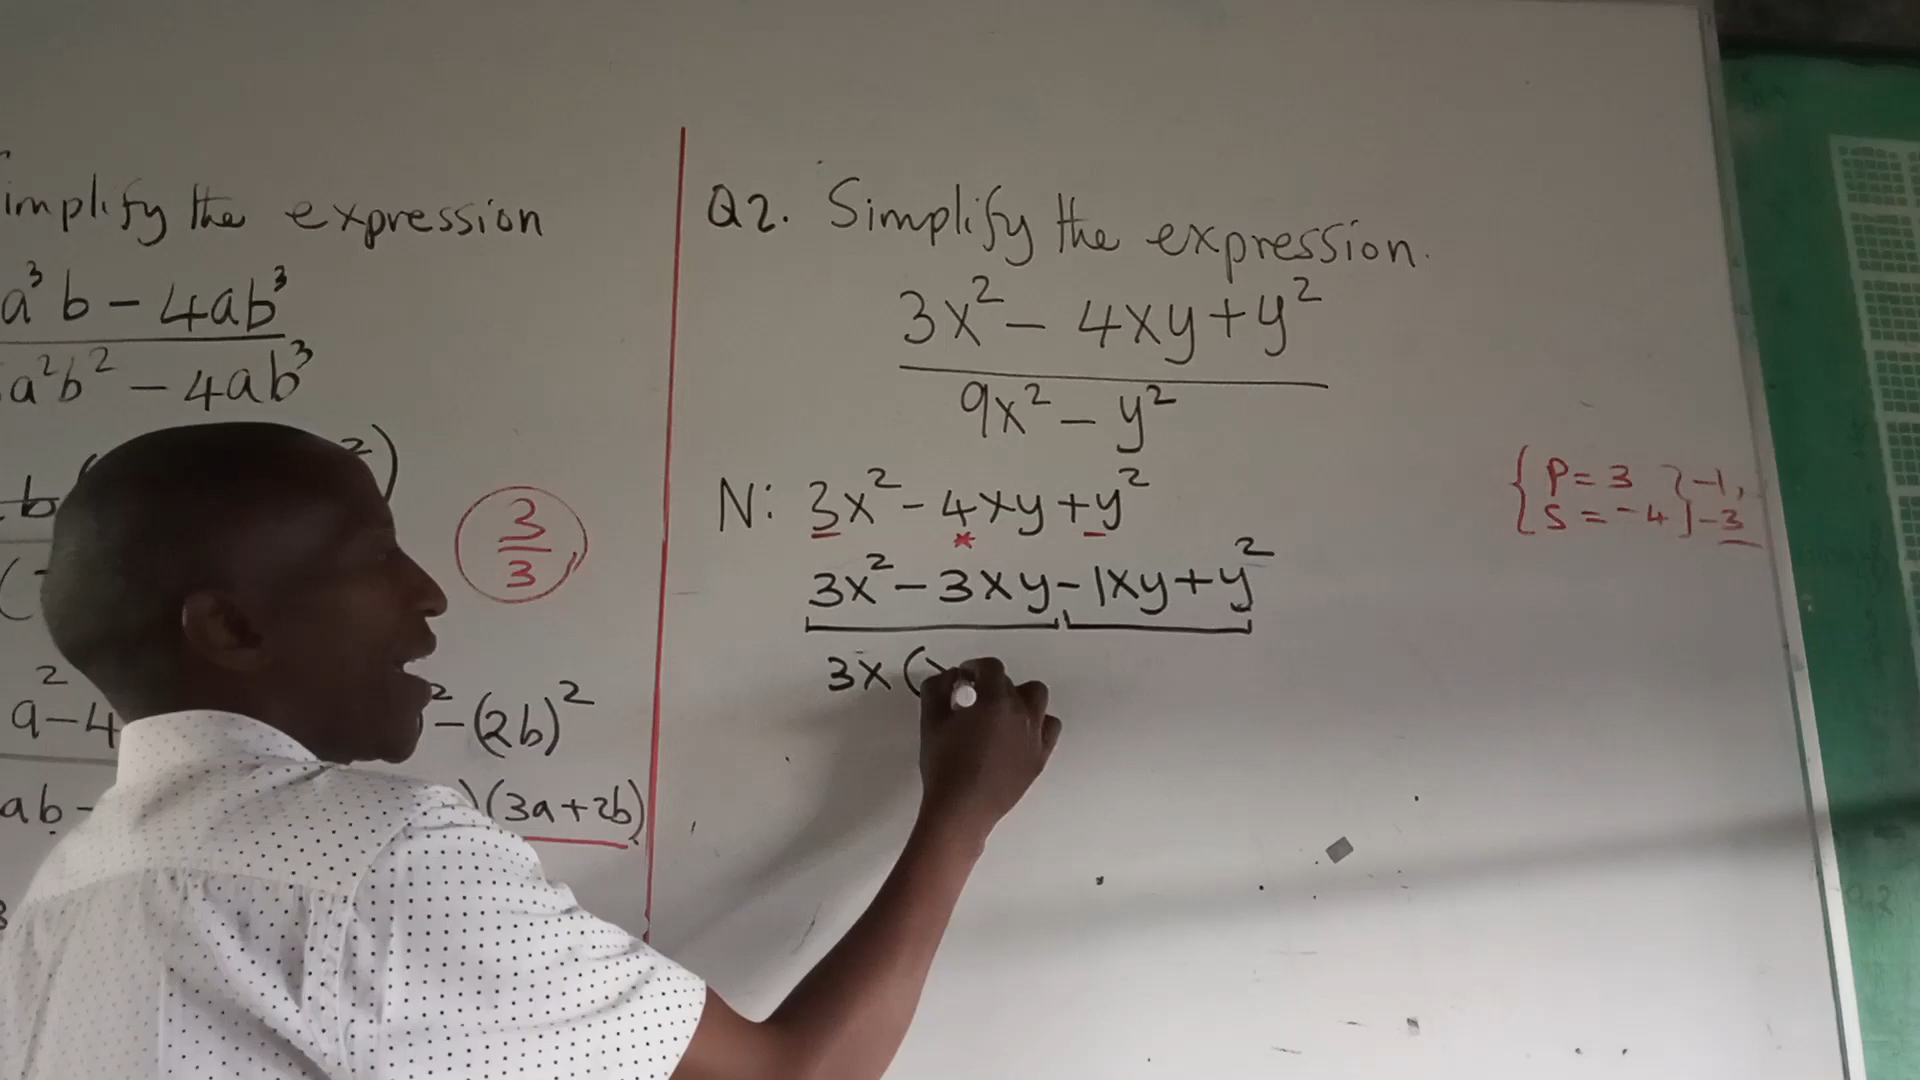 implify the expression
a³b - 4ab³
a²b² - 4ab³
3
3
a² - 4
² - (2b)²
ab -
)(3a + 2b)
Q2. Simplify the expression.
3x² - 4xy + y²
9x² - y²
N: 3x² - 4xy + y²
*
3x² - 3xy - 1xy + y²
3x (x
{ P = 3 } -1,
{ S = -4 } -3